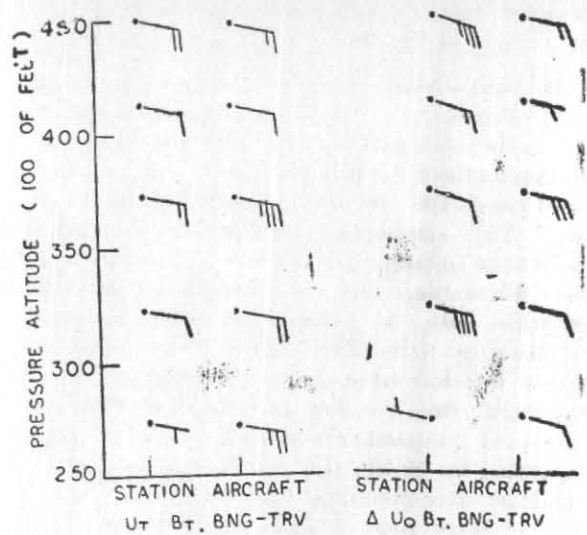 PRESSURE ALTITUDE (100 OF FEET)
450
400
350
300
250
STATION AIRCRAFT STATION AIRCRAFT
UT BT. BNG-TRV Δ UO BT. BNG-TRV